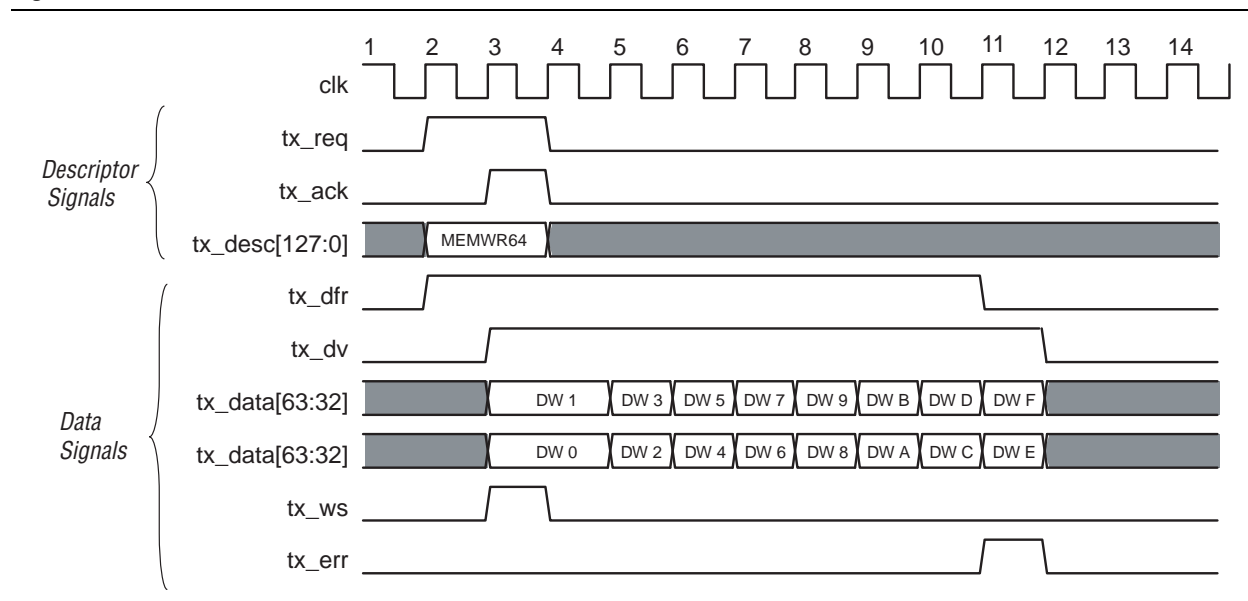 1 2 3 4 5 6 7 8 9 10 11 12 13 14
clk
Descriptor
Signals
tx_req
tx_ack
tx_desc[127:0] MEMWR64
Data
Signals
tx_dfr
tx_dv
tx_data[63:32] DW 1 DW 3 DW 5 DW 7 DW 9 DW B DW D DW F
tx_data[63:32] DW 0 DW 2 DW 4 DW 6 DW 8 DW A DW C DW E
tx_ws
tx_err